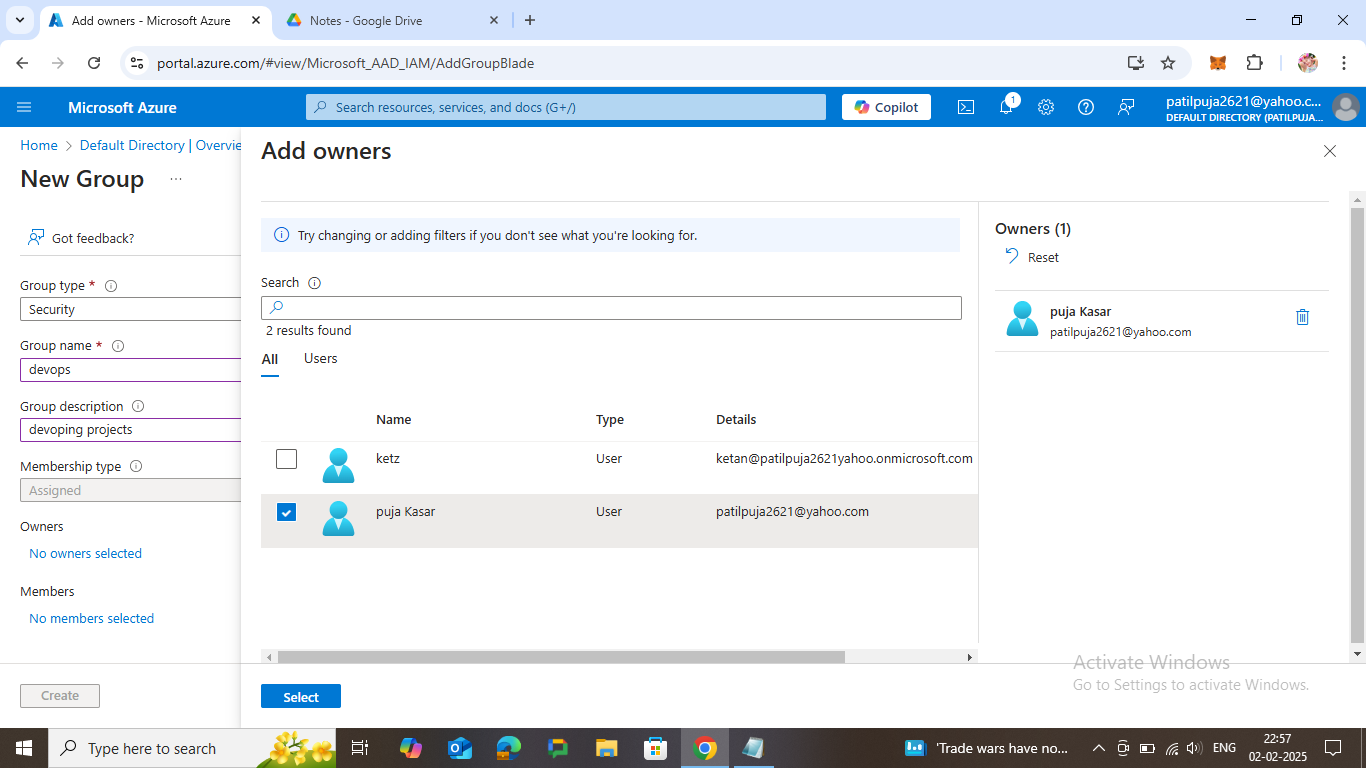 Add owners - Microsoft Azure
Notes - Google Drive
portal.azure.com/#view/Microsoft_AAD_IAM/AddGroupBlade
Microsoft Azure
Search resources, services, and docs (G+/)
Copilot
1
patilpuja2621@yahoo.c...
DEFAULT DIRECTORY (PATILPUJA...
Home > Default Directory | Overvie
New Group ...
Got feedback?
Group type *
Security
Group name *
devops
Group description
devoping projects
Membership type
Assigned
Owners
No owners selected
Members
No members selected
Create
Add owners
Try changing or adding filters if you don't see what you're looking for.
Search
2 results found
All Users
Name Type Details
ketz User ketan@patilpuja2621yahoo.onmicrosoft.com
puja Kasar User patilpuja2621@yahoo.com
Select
Owners (1)
Reset
puja Kasar
patilpuja2621@yahoo.com
Activate Windows
Go to Settings to activate Windows.
Type here to search
'Trade wars have no...
ENG
22:57
02-02-2025